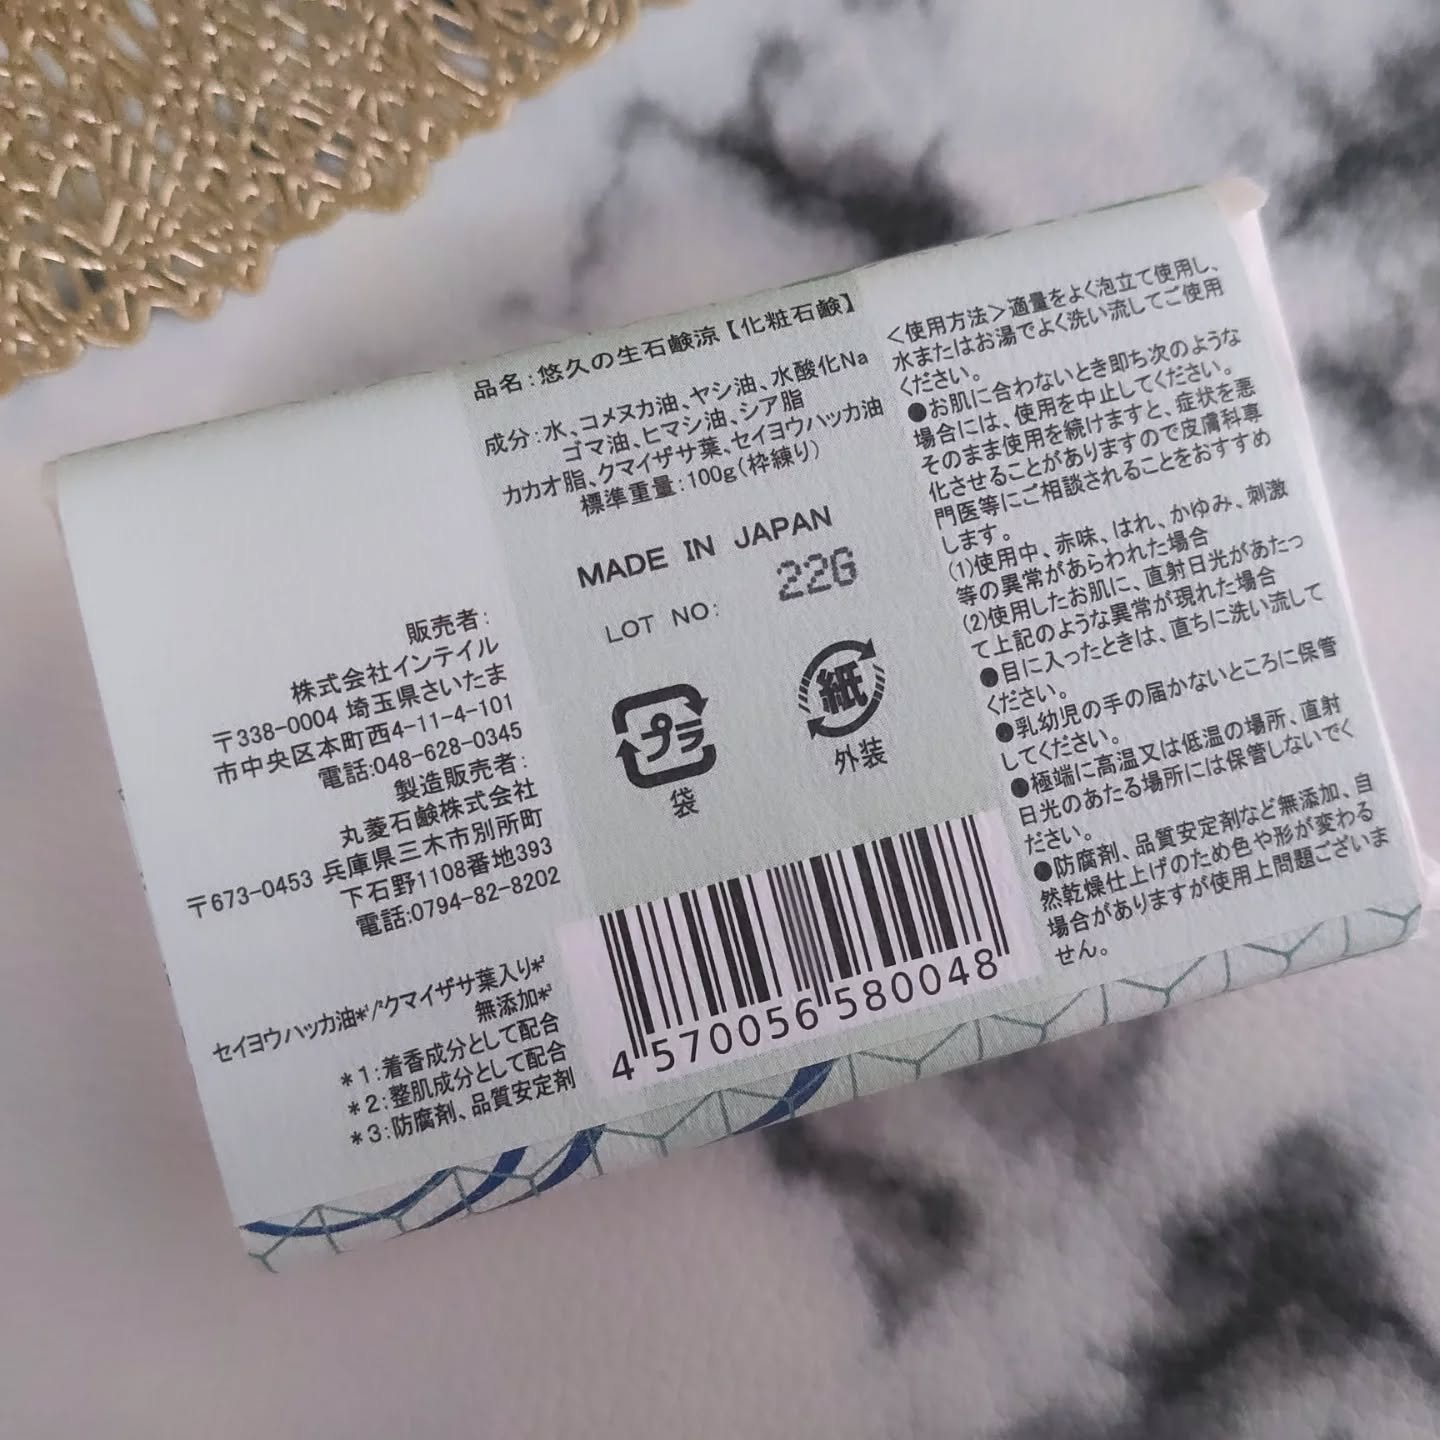 販売者:
株式会社インテイル
〒338-0004 埼玉県さいたま
市中央区本町西4-11-4-101
電話:048-628-0345
製造販売者:
丸菱石鹸株式会社
〒673-0453 兵庫県三木市別所町
下石野1108番地393
電話:0794-82-8202
セイヨウハッカ油*¹/クマイザサ葉入り*²
無添加*³
*1:着香成分として配合
*2:整肌成分として配合
*3:防腐剤、品質安定剤
品名:悠久の生石鹸涼【化粧石鹸】
成分:水、コメヌカ油、ヤシ油、水酸化Na
ゴマ油、ヒマシ油、シア脂
カカオ脂、クマイザサ葉、セイヨウハッカ油
標準重量:100g(枠練り)
MADE IN JAPAN
LOT NO: 22G
プラ
袋
紙
外装
4 570056 580048
<使用方法>適量をよく泡立て使用し、
水またはお湯でよく洗い流してご使用
ください。
●お肌に合わないとき即ち次のような
場合には、使用を中止してください。
そのまま使用を続けますと、症状を悪
化させることがありますので皮膚科専
門医等にご相談されることをおすすめ
します。
(1)使用中、赤味、はれ、かゆみ、刺激
等の異常があらわれた場合
(2)使用したお肌に、直射日光があたっ
て上記のような異常が現れた場合
●目に入ったときは、直ちに洗い流して
ください。
●乳幼児の手の届かないところに保管
してください。
●極端に高温又は低温の場所、直射
日光のあたる場所には保管しないでく
ださい。
●防腐剤、品質安定剤など無添加、自
然乾燥仕上げのため色や形が変わる
場合がありますが使用上問題ございま
せん。